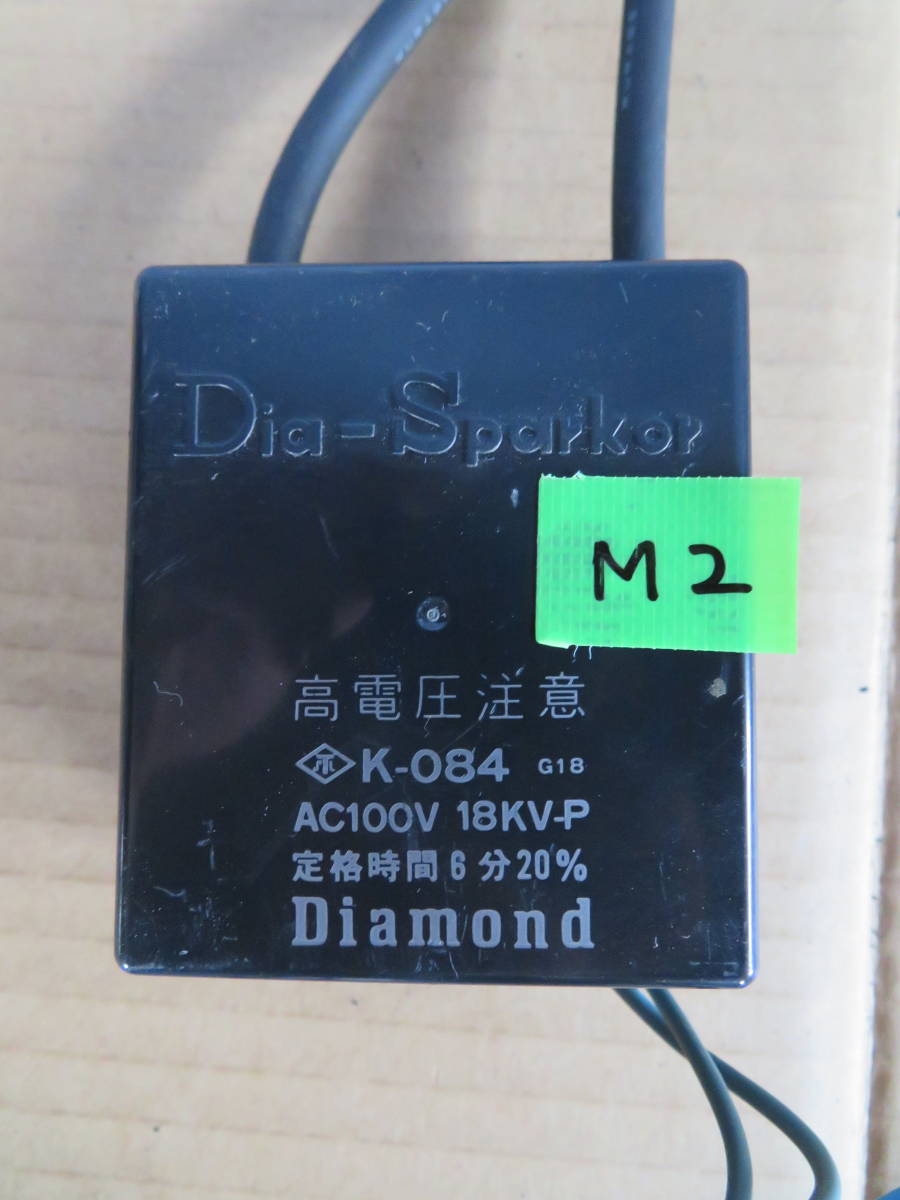 Dia-Sparkor
M2
高電圧注意
K-084 G18
AC100V 18KV-P
定格時間6分20%
Diamond